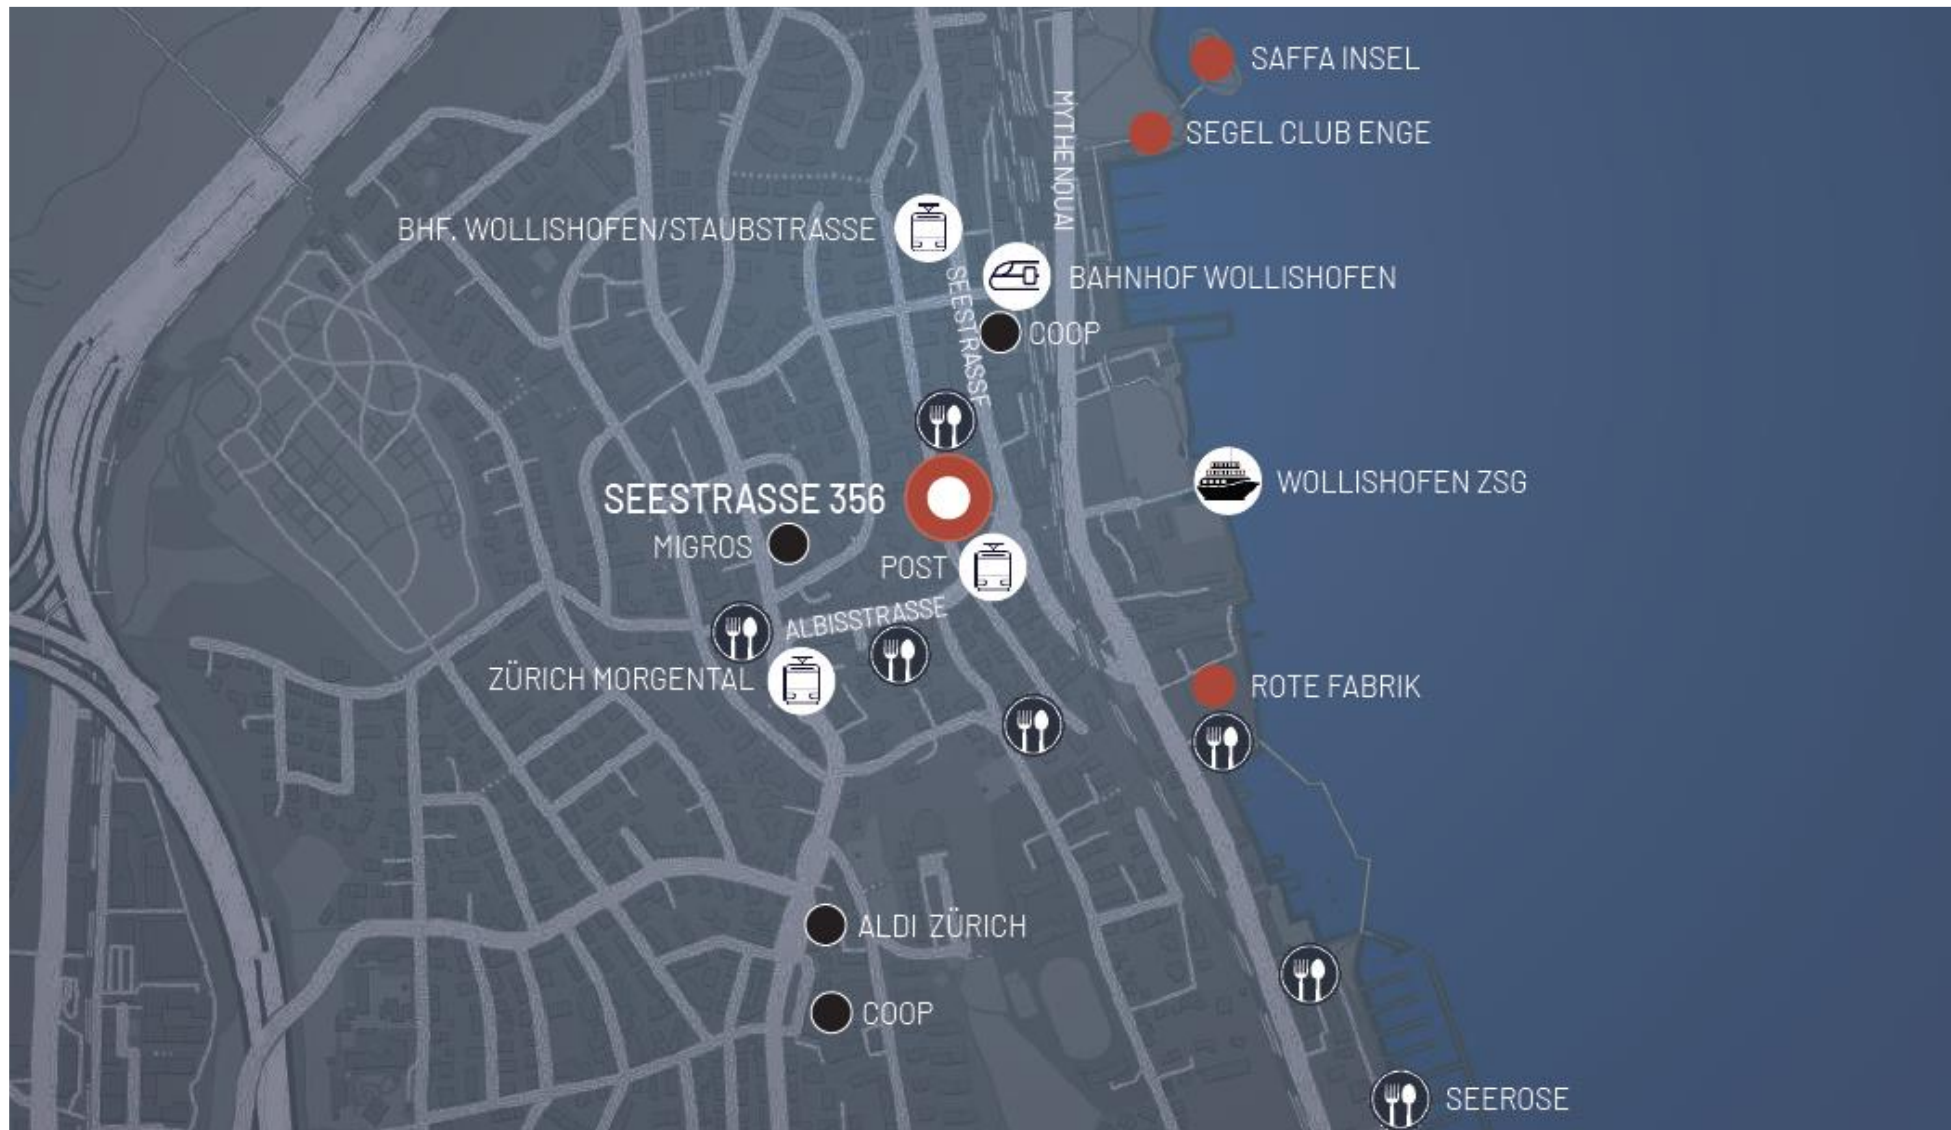 SAFFA INSEL
SEGEL CLUB ENGE
MYTHENQUAI
BHF. WOLLISHOFEN/STAUBSTRASSE
BAHNHOF WOLLISHOFEN
SEESTRASSE
COOP
WOLLISHOFEN ZSG
SEESTRASSE 356
MIGROS
POST
ALBISSTRASSE
ZÜRICH MORGENTAL
ROTE FABRIK
ALDI ZÜRICH
COOP
SEEROSE